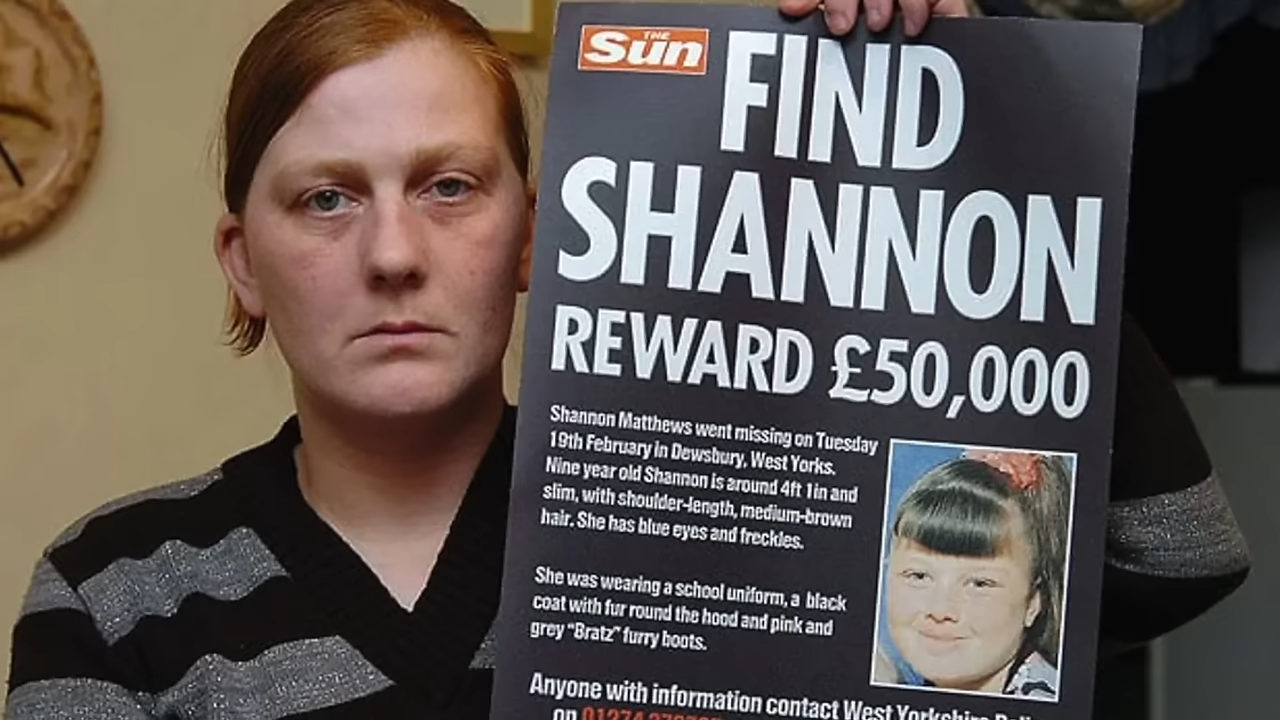 THE
Sun
FIND
SHANNON
REWARD £50,000
Shannon Matthews went missing on Tuesday
19th February in Dewsbury, West Yorks.
Nine year old Shannon is around 4ft 1in and
slim, with shoulder-length, medium-brown
hair. She has blue eyes and freckles.
She was wearing a school uniform, a black
coat with fur round the hood and pink and
grey "Bratz" furry boots.
Anyone with information contact West Yorkshire
on 01274